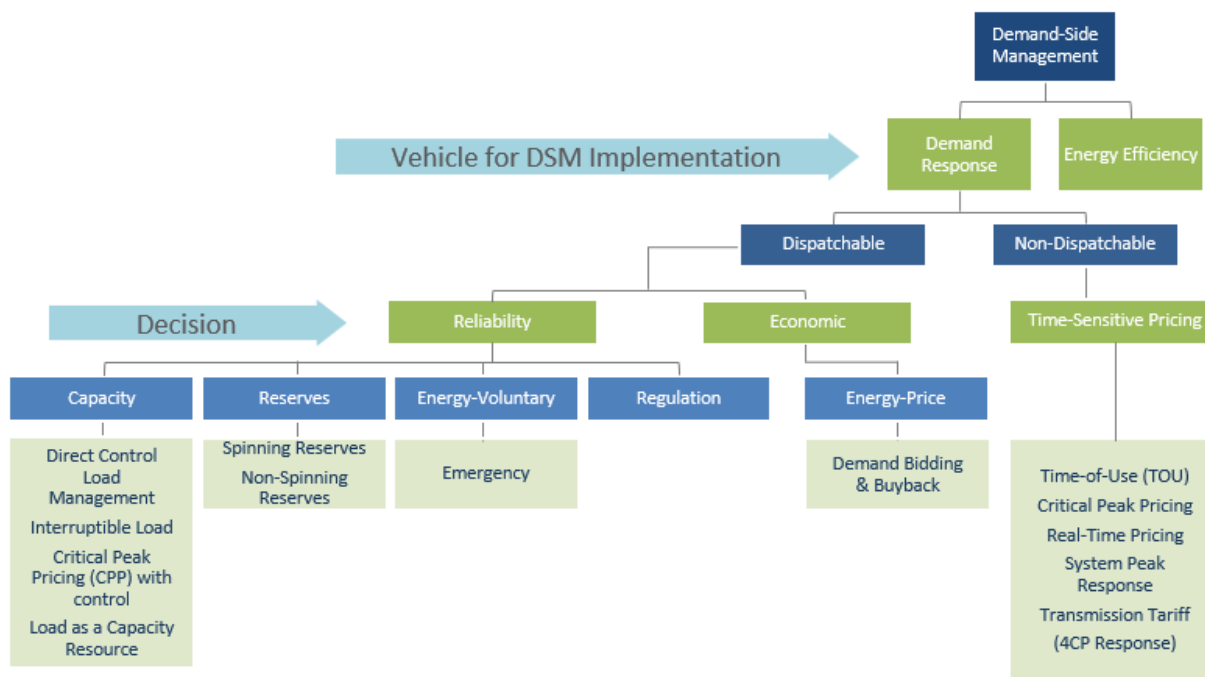 Demand-Side
Management
Vehicle for DSM Implementation
Demand
Response
Energy Efficiency
Dispatchable
Non-Dispatchable
Decision
Reliability
Economic
Time-Sensitive Pricing
Capacity
Reserves
Energy-Voluntary
Regulation
Energy-Price
Direct Control
Load
Management
Interruptible Load
Critical Peak
Pricing (CPP) with
control
Load as a Capacity
Resource
Spinning Reserves
Non-Spinning
Reserves
Emergency
Demand Bidding
& Buyback
Time-of-Use (TOU)
Critical Peak Pricing
Real-Time Pricing
System Peak
Response
Transmission Tariff
(4CP Response)